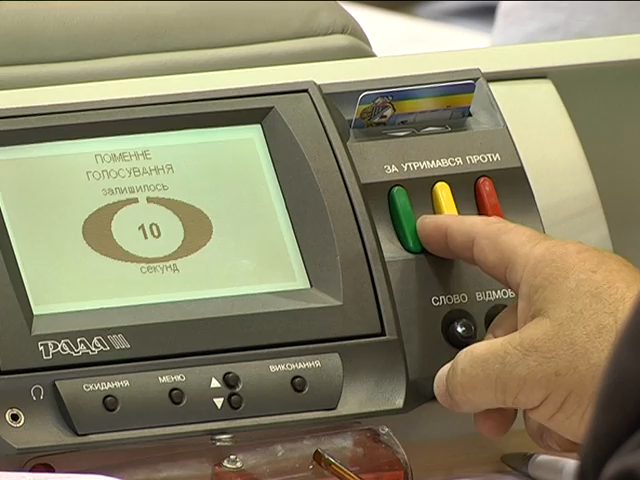 ПОІМЕННЕ
ГОЛОСУВАННЯ
залишилось
10
секунд
ЗА УТРИМАВСЯ ПРОТИ
СЛОВО ВІДМОВ
РАДА III
СКИДАННЯ МЕНЮ ВИКОНАННЯ